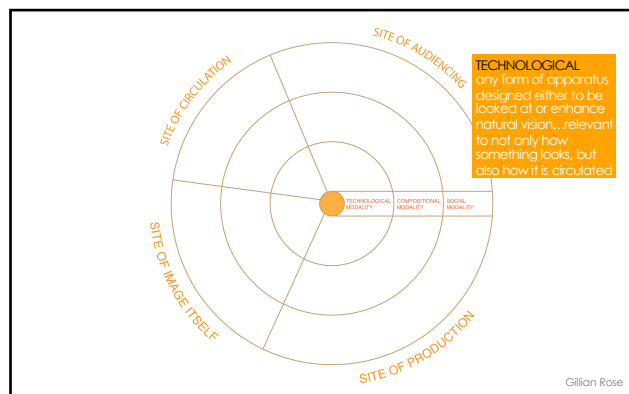 SITE OF CIRCULATION
SITE OF AUDIENCING
TECHNOLOGICAL
any form of apparatus
designed either to be
looked at or enhance
natural vision...relevant
to not only how
something looks, but
also how it is circulated
TECHNOLOGICAL
MODALITY
COMPOSITIONAL
MODALITY
SOCIAL
MODALITY
SITE OF IMAGE ITSELF
SITE OF PRODUCTION
Gillian Rose